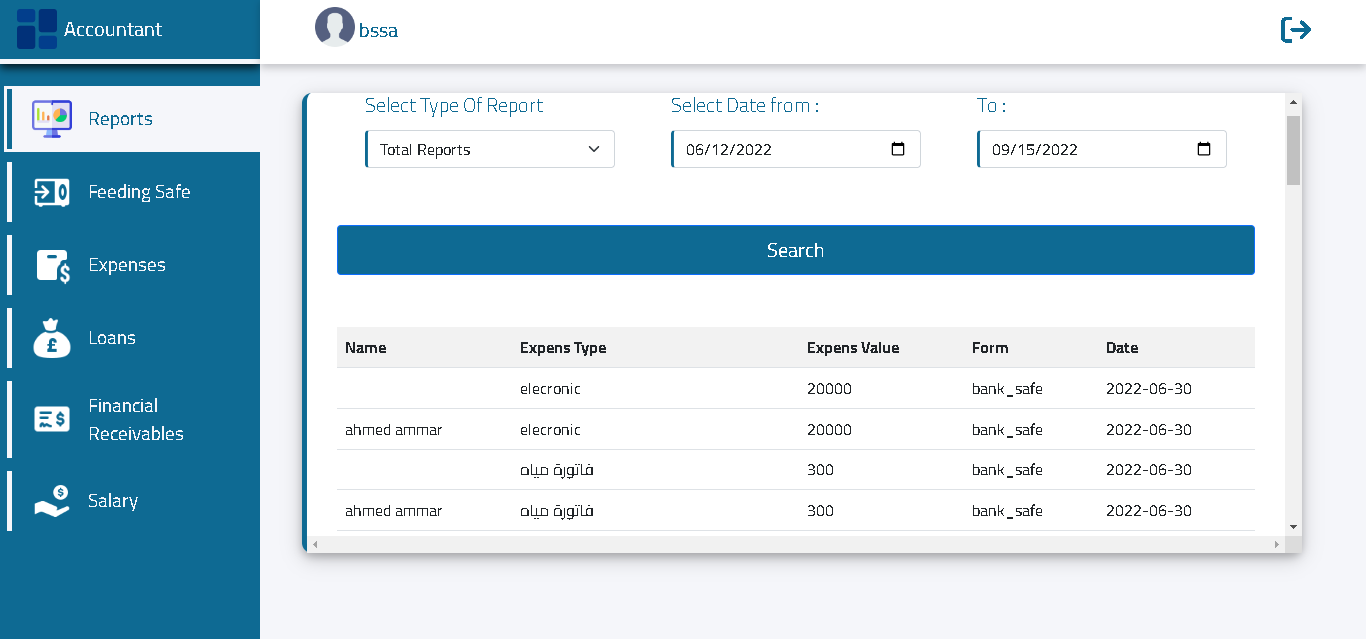 Accountant
bssa
Reports
Feeding Safe
Expenses
Loans
Financial
Receivables
Salary
Select Type Of Report Select Date from : To :
Total Reports 06/12/2022 09/15/2022
Search
Name Expens Type Expens Value Form Date
elecronic 20000 bank_safe 2022-06-30
ahmed ammar elecronic 20000 bank_safe 2022-06-30
فاتورة مياه 300 bank_safe 2022-06-30
ahmed ammar فاتورة مياه 300 bank_safe 2022-06-30